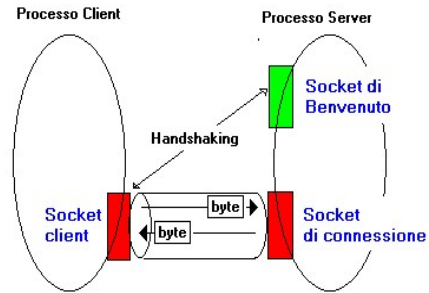 Processo Client
Processo Server
Socket di
Benvenuto
Handshaking
Socket
client
byte
byte
Socket
di connessione